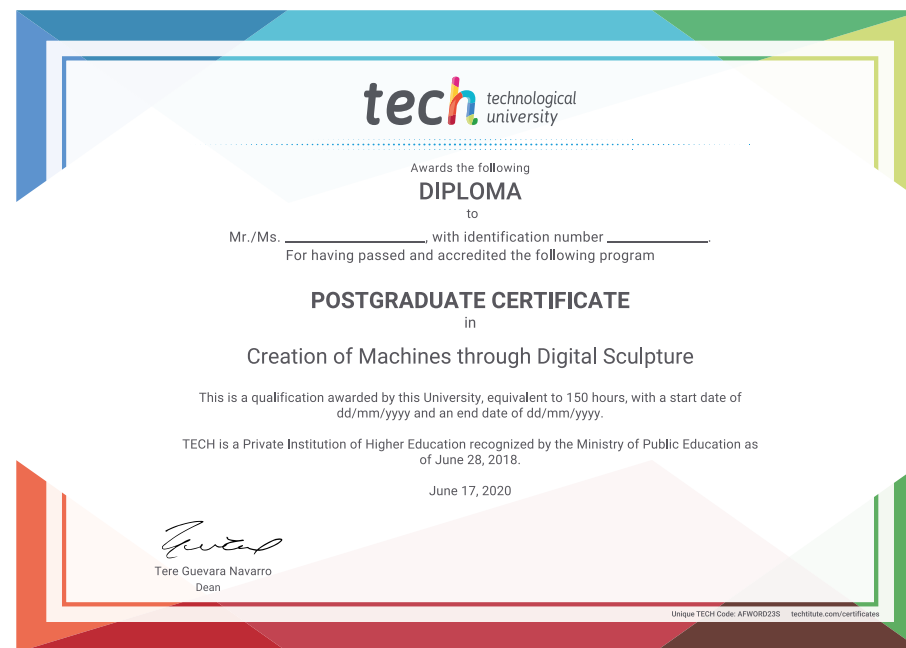 tech technological
university
Awards the following
DIPLOMA
to
Mr./Ms. ________________, with identification number ____________.
For having passed and accredited the following program
POSTGRADUATE CERTIFICATE
in
Creation of Machines through Digital Sculpture
This is a qualification awarded by this University, equivalent to 150 hours, with a start date of
dd/mm/yyyy and an end date of dd/mm/yyyy.
TECH is a Private Institution of Higher Education recognized by the Ministry of Public Education as
of June 28, 2018.
June 17, 2020
Tere Guevara Navarro
Dean
Unique TECH Code: AFWORD23S techtitute.com/certificates